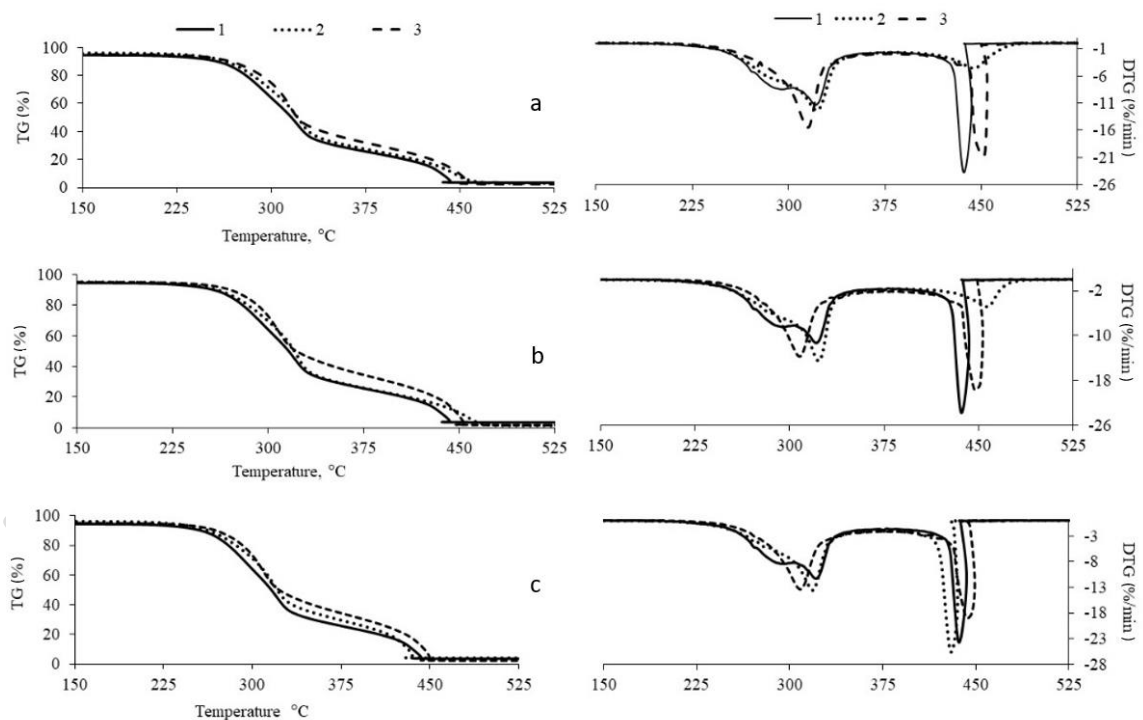 1 2 3
100
80
60
40
20
0
TG (%)
150 225 300 375 450 525
Temperature, °C
a
1 2 3
-1
-6
-11
-16
-21
-26
DTG (%/min )
150 225 300 375 450 525
100
80
60
40
20
0
TG (%)
150 225 300 375 450 525
Temperature, °C
b
-2
-10
-18
-26
DTG (%/min)
150 225 300 375 450 525
100
80
60
40
20
0
TG (%)
150 225 300 375 450 525
Temperature °C
c
-3
-8
-13
-18
-23
-28
DTG (%/min)
150 225 300 375 450 525